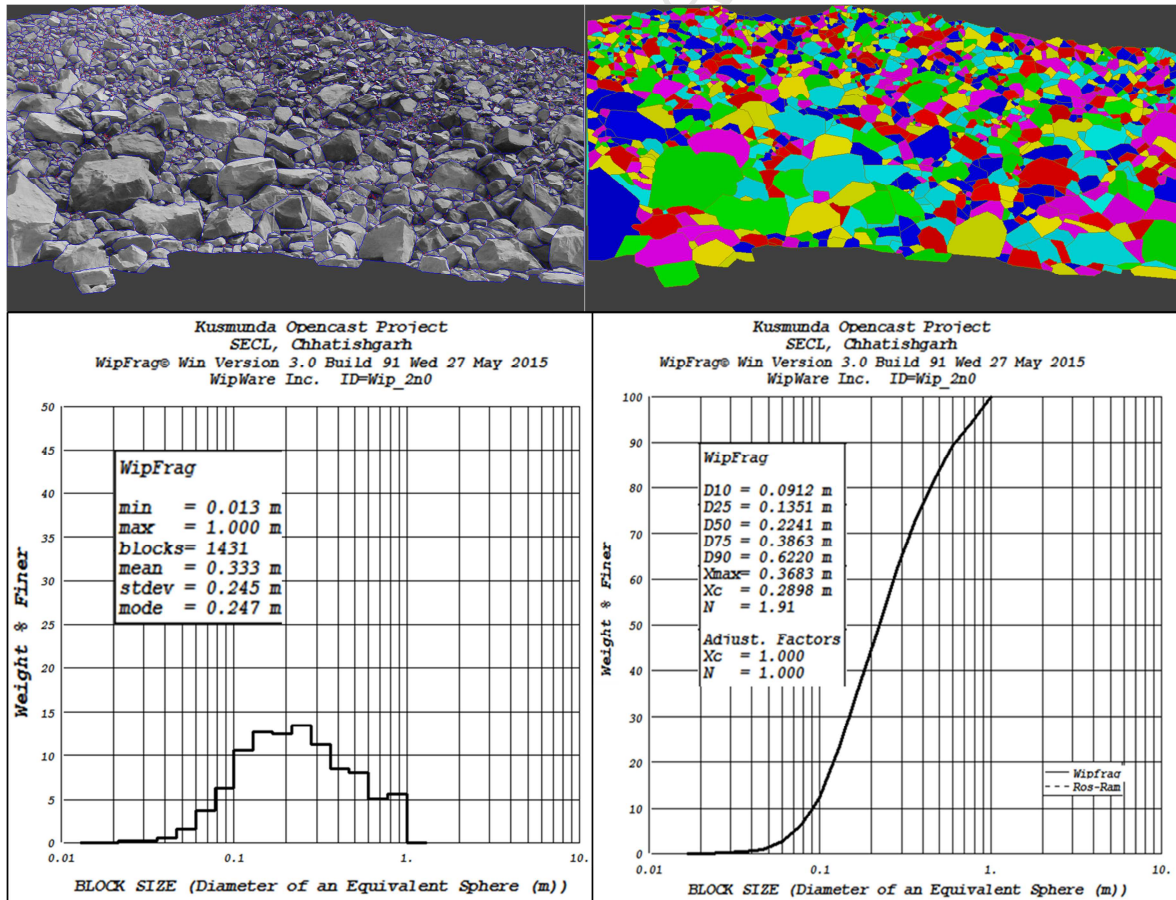 Kusmunda Opencast Project
SECL, Chhatishgarh
WipFrag© Win Version 3.0 Build 91 Wed 27 May 2015
WipWare Inc. ID=Wip_2n0
50
45
40
35
30
25
20
15
10
5
0
Weight % Finer
WipFrag
min = 0.013 m
max = 1.000 m
blocks= 1431
mean = 0.333 m
stdev = 0.245 m
mode = 0.247 m
0.01 0.1 1. 10.
BLOCK SIZE (Diameter of an Equivalent Sphere (m))
Kusmunda Opencast Project
SECL, Chhatishgarh
WipFrag© Win Version 3.0 Build 91 Wed 27 May 2015
WipWare Inc. ID=Wip_2n0
100
90
80
70
60
50
40
30
20
10
0
Weight % Finer
WipFrag
D10 = 0.0912 m
D25 = 0.1351 m
D50 = 0.2241 m
D75 = 0.3863 m
D90 = 0.6220 m
Xmax= 0.3683 m
Xc = 0.2898 m
N = 1.91
Adjust. Factors
Xc = 1.000
N = 1.000
Wipfrag
Ros-Ram
0.01 0.1 1. 10.
BLOCK SIZE (Diameter of an Equivalent Sphere (m))